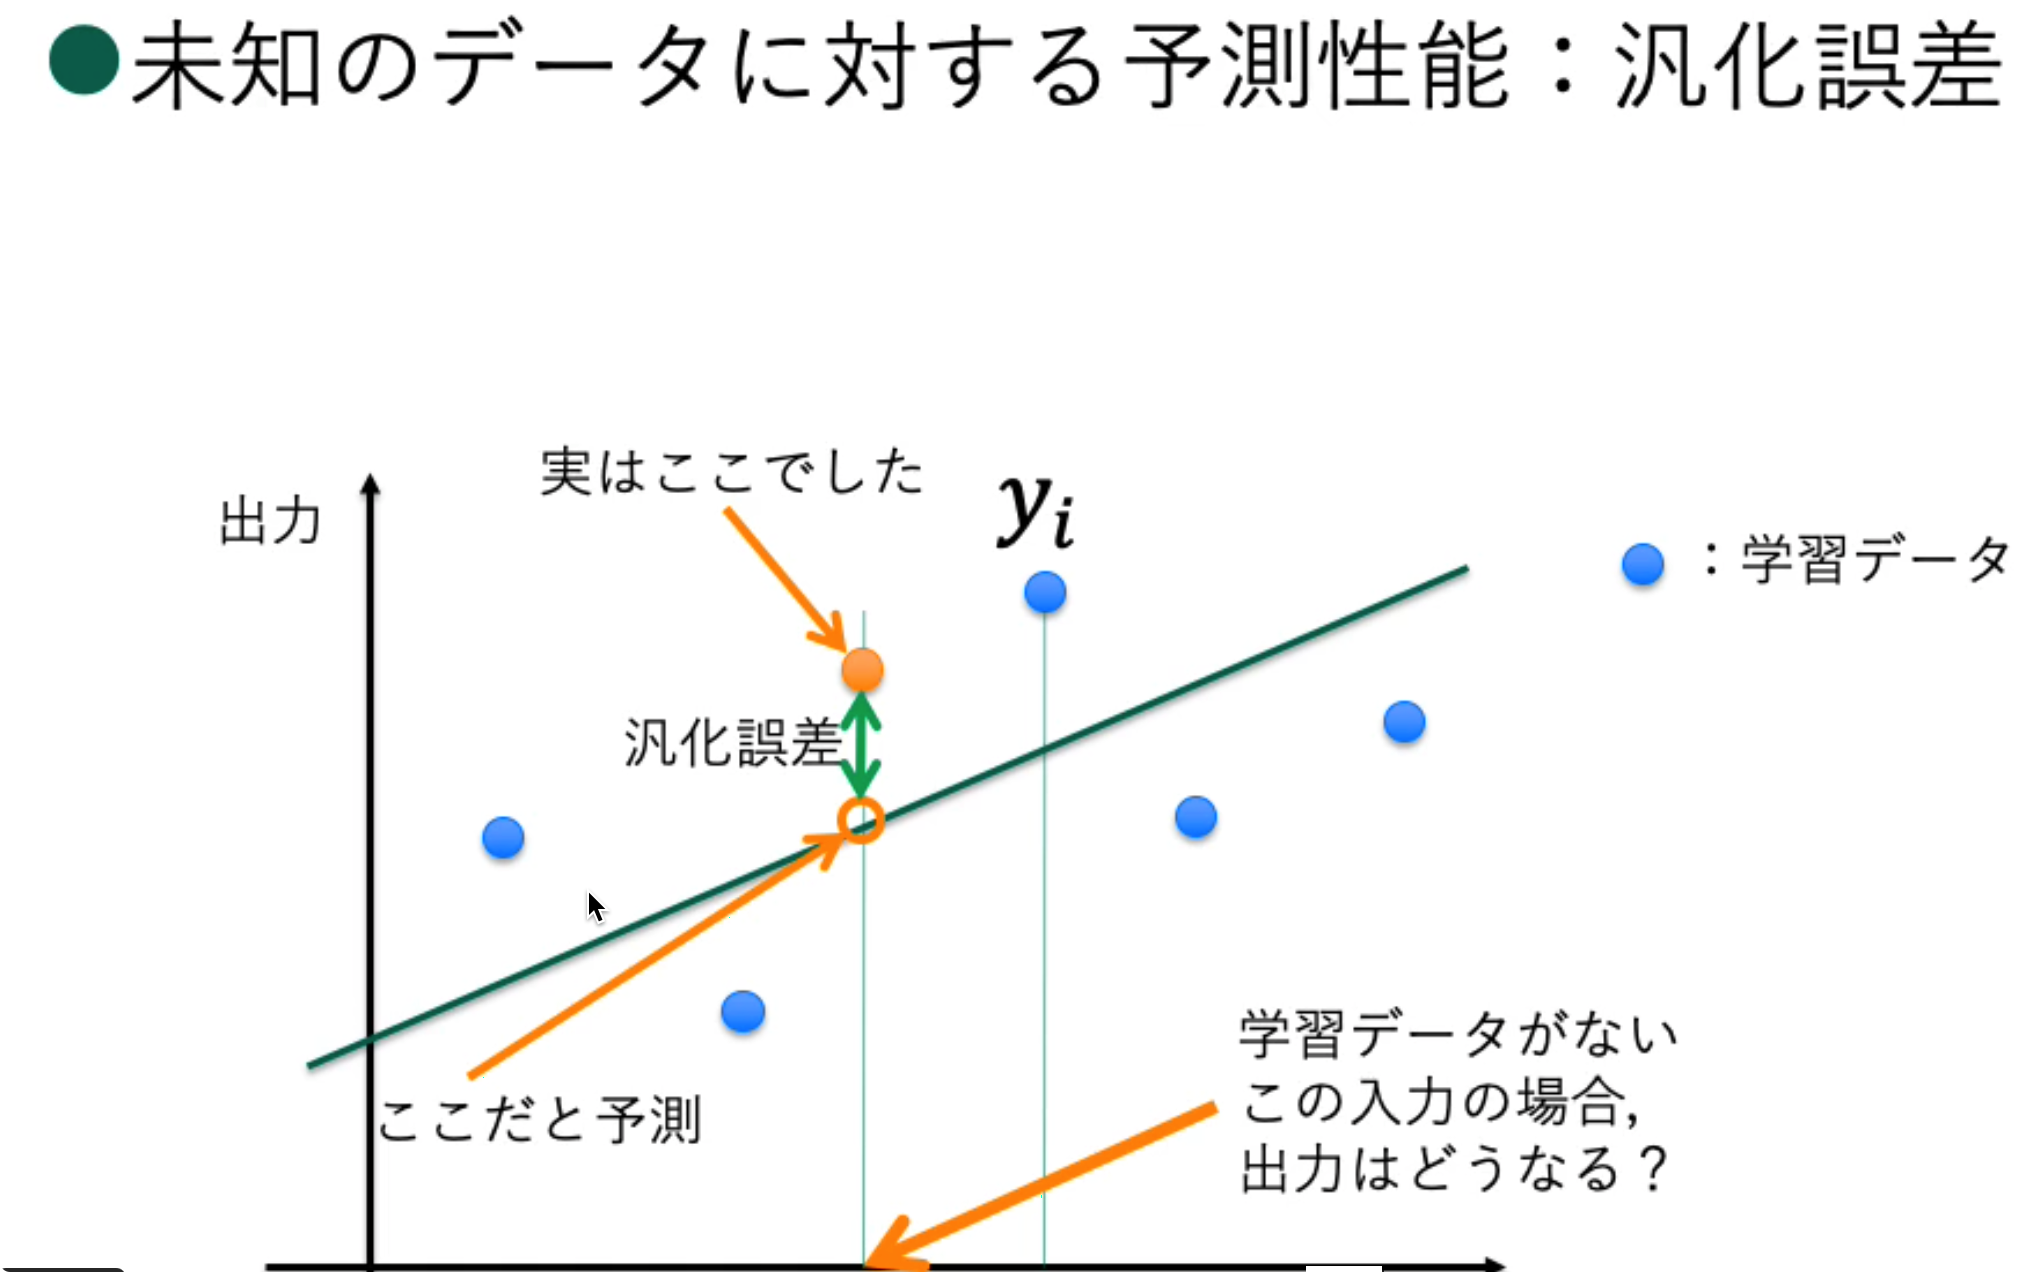 ●未知のデータに対する予測性能：汎化誤差
実はここでした
出力
yᵢ
：学習データ
汎化誤差
ここだと予測
学習データがない
この入力の場合,
出力はどうなる？